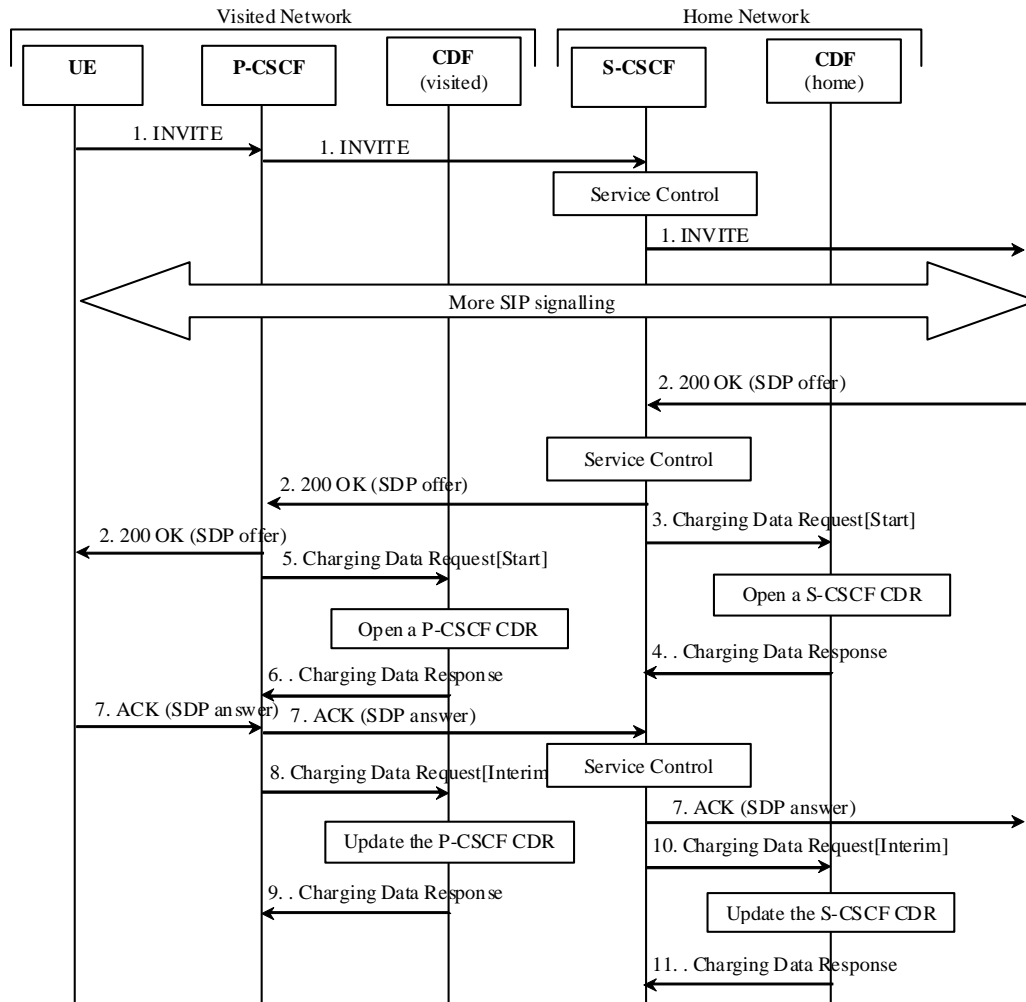 Visited Network
Home Network
UE
P-CSCF
CDF
(visited)
S-CSCF
CDF
(home)
1. INVITE
1. INVITE
Service Control
1. INVITE
More SIP signalling
2. 200 OK (SDP offer)
Service Control
2. 200 OK (SDP offer)
3. Charging Data Request[Start]
2. 200 OK (SDP offer)
5. Charging Data Request[Start]
Open a S-CSCF CDR
Open a P-CSCF CDR
4. . Charging Data Response
6. . Charging Data Response
7. ACK (SDP answer)
7. ACK (SDP answer)
Service Control
8. Charging Data Request[Interim
7. ACK (SDP answer)
Update the P-CSCF CDR
10. Charging Data Request[Interim]
9. . Charging Data Response
Update the S-CSCF CDR
11. . Charging Data Response